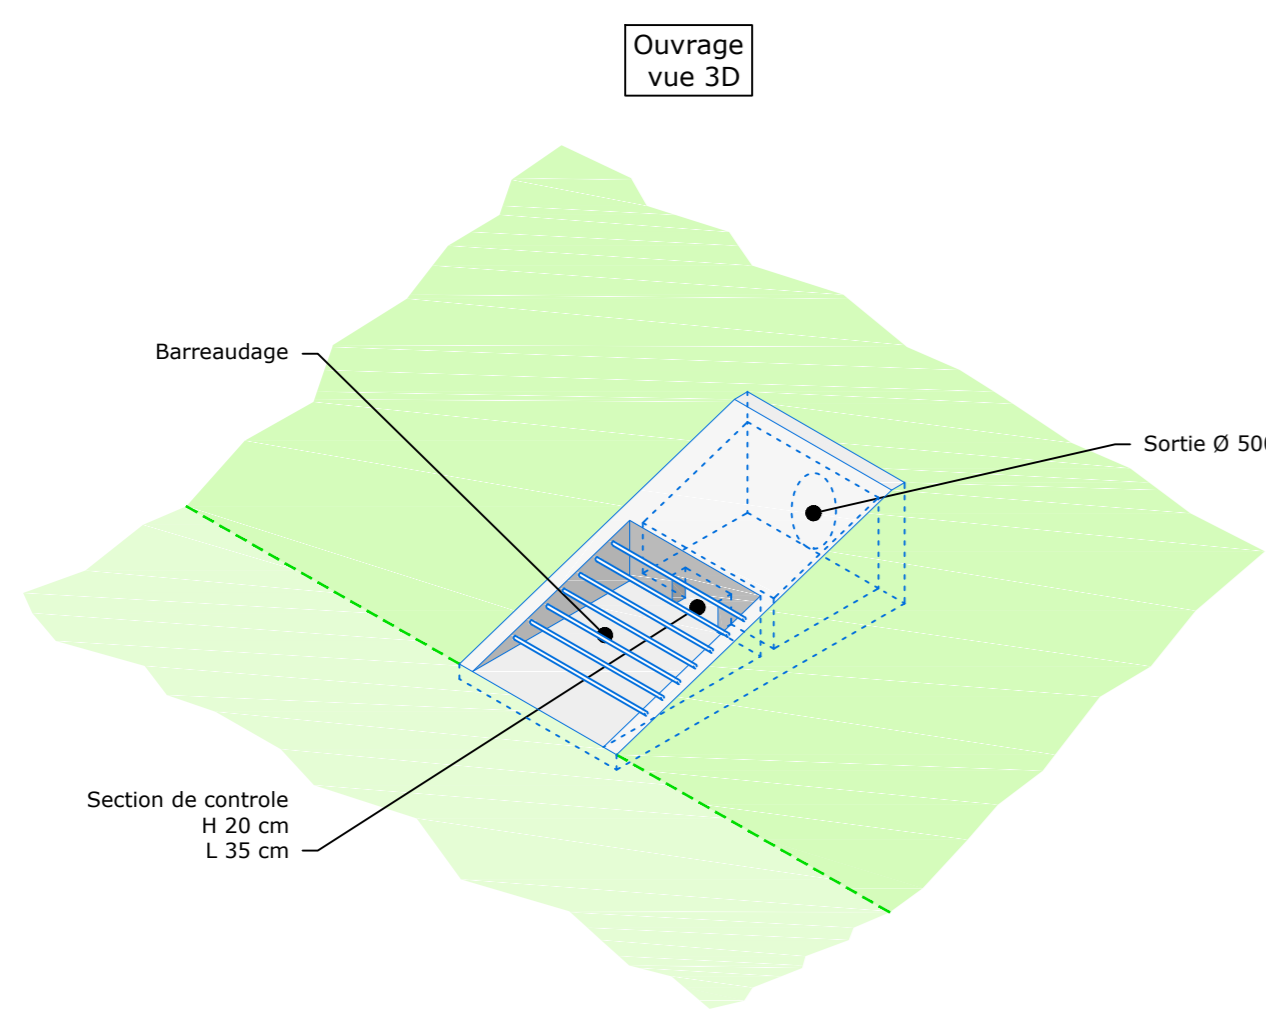 Ouvrage
vue 3D
Barreaudage
Sortie Ø
Section de controle
H 20 cm
L 35 cm